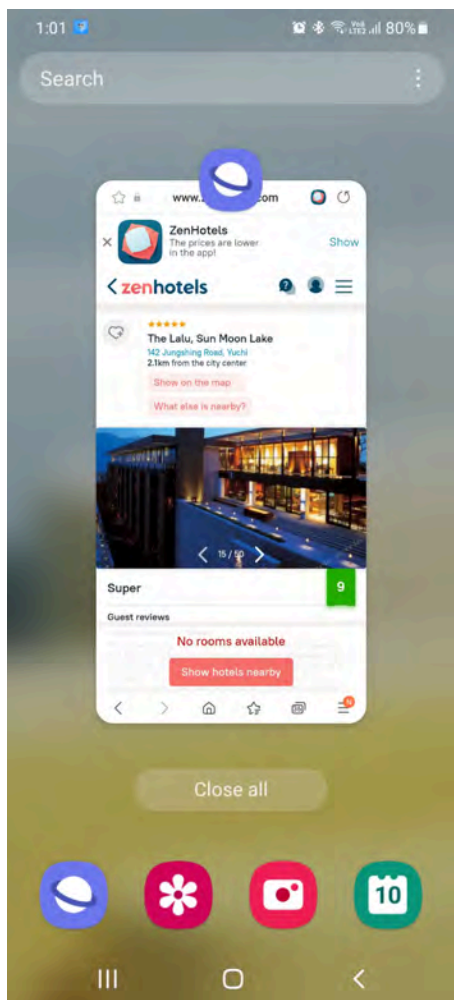 1:01
80%
Search
www.
com
ZenHotels
The prices are lower
in the app!
Show
zenhotels
The Lalu, Sun Moon Lake
142 Jungshing Road, Yuchi
2.1km from the city center
Show on the map
What else is nearby?
15 / 50
Super
9
Guest reviews
No rooms available
Show hotels nearby
N
Close all
10